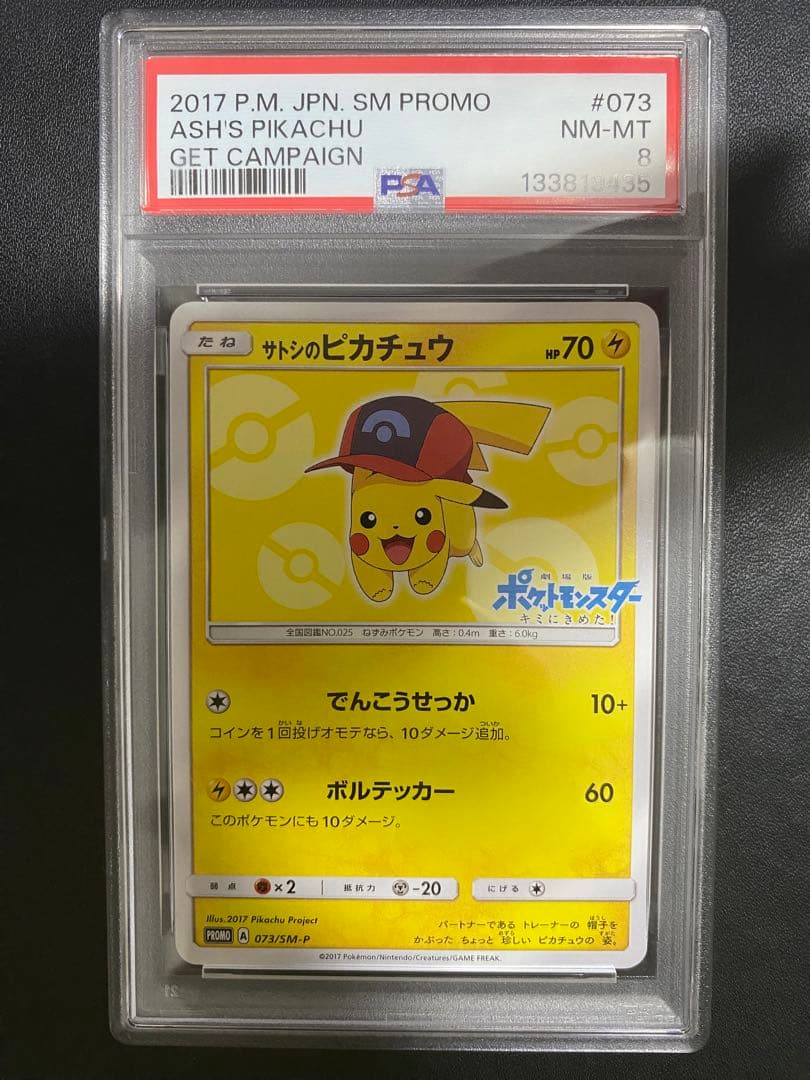 2017 P.M. JPN. SM PROMO #073
ASH'S PIKACHU NM-MT
GET CAMPAIGN 8
PSA 133819435
たね サトシのピカチュウ HP70
劇場版
ポケットモンスター
キミにきめた!
全国図鑑NO.025 ねずみポケモン 高さ:0.4m 重さ:6.0kg
でんこうせっか 10+
コインを1回投げオモテなら、10ダメージ追加。
ボルテッカー 60
このポケモンにも10ダメージ。
弱点 ×2 抵抗力 -20 にげる
Illus.2017 Pikachu Project
パートナーである トレーナーの 帽子を
かぶった ちょっと 珍しい ピカチュウの 姿。
PROMO A 073/SM-P
©2017 Pokémon/Nintendo/Creatures/GAME FREAK.